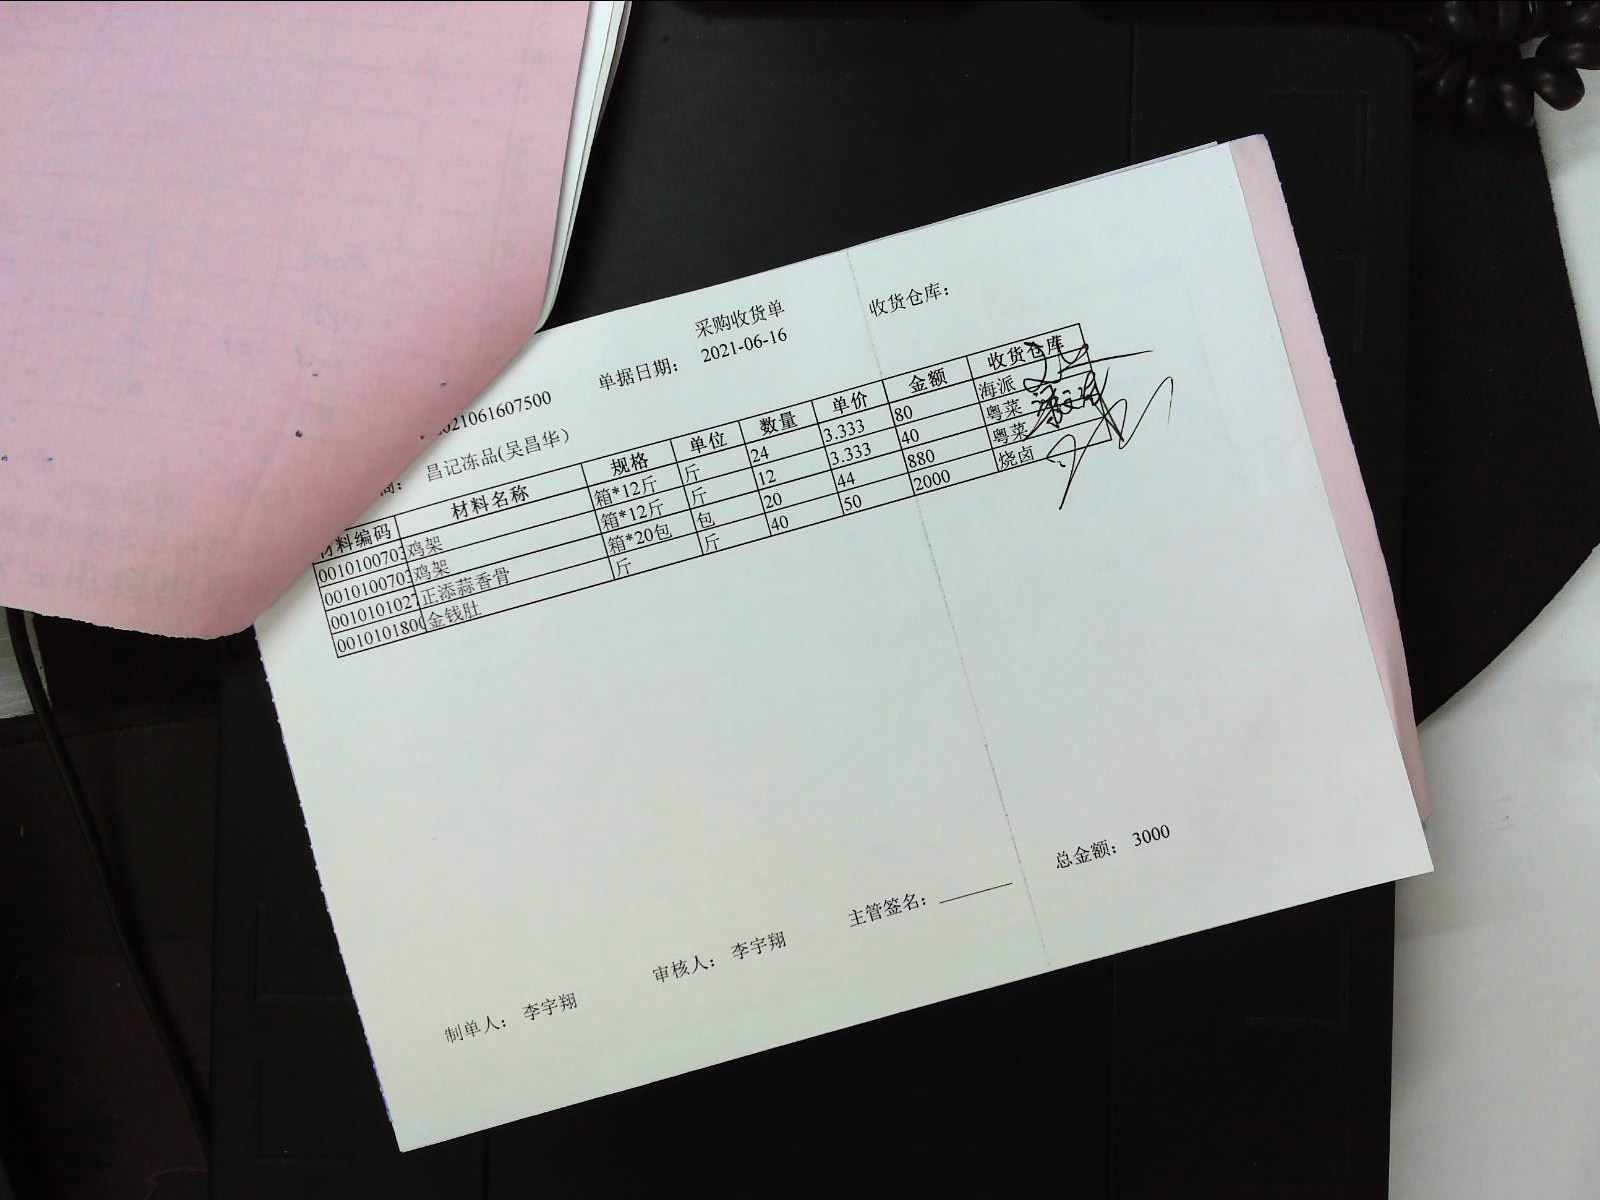 采购收货单
收货仓库：
单据日期： 2021-06-16
021061607500
商： 昌记冻品(吴昌华)
材料编码 材料名称 规格 单位 数量 单价 金额 收货仓库
001010070 鸡架 箱*12斤 斤 24 3.333 80 海派
001010070 鸡架 箱*12斤 斤 12 3.333 40 粤菜
001010102 正添蒜香骨 箱*20包 包 20 44 880 粤菜
001010180 金钱肚 斤 斤 40 50 2000 烧卤
总金额： 3000
制单人： 李宇翔 审核人： 李宇翔 主管签名：